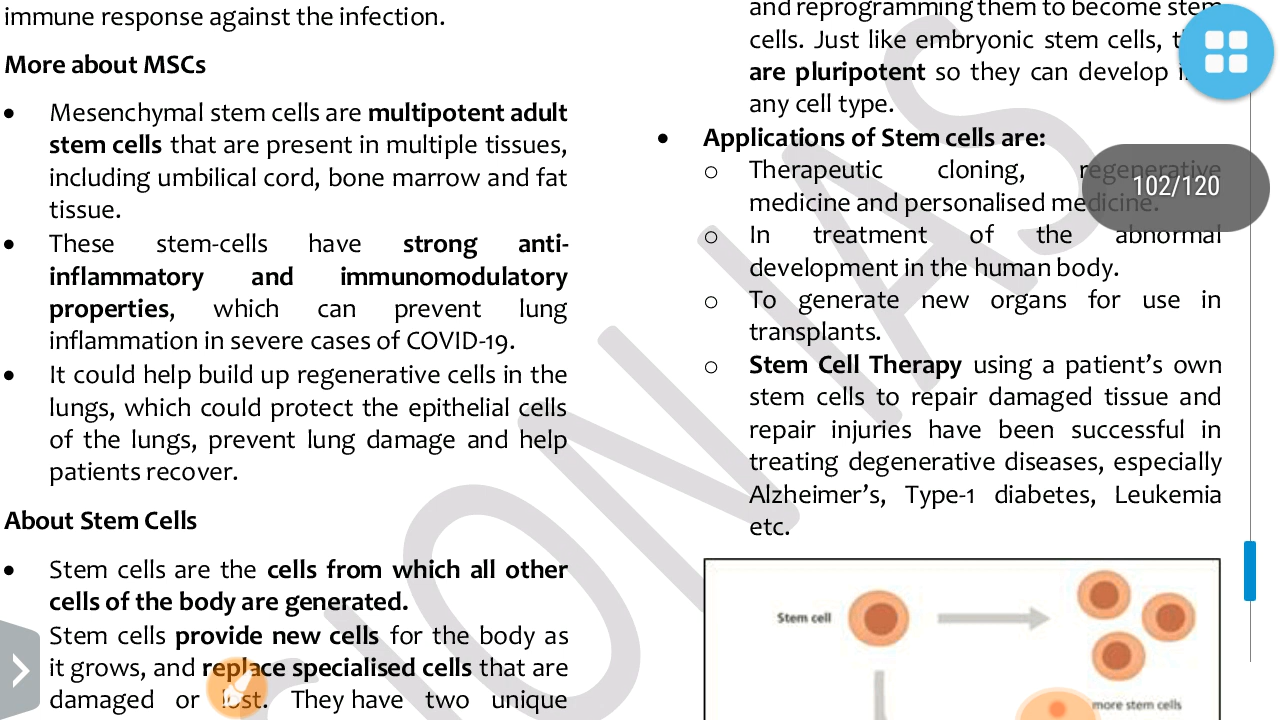 immune response against the infection.
More about MSCs
• Mesenchymal stem cells are multipotent adult
stem cells that are present in multiple tissues,
including umbilical cord, bone marrow and fat
tissue.
• These stem-cells have strong anti-
inflammatory and immunomodulatory
properties, which can prevent lung
inflammation in severe cases of COVID-19.
• It could help build up regenerative cells in the
lungs, which could protect the epithelial cells
of the lungs, prevent lung damage and help
patients recover.
About Stem Cells
• Stem cells are the cells from which all other
cells of the body are generated.
Stem cells provide new cells for the body as
it grows, and replace specialised cells that are
damaged or lost. They have two unique
and reprogramming them to become stem
cells. Just like embryonic stem cells,
are pluripotent so they can develop
any cell type.
• Applications of Stem cells are:
o Therapeutic cloning, regenerative
medicine and personalised medicine.
o In treatment of the abnormal
development in the human body.
o To generate new organs for use in
transplants.
o Stem Cell Therapy using a patient's own
stem cells to repair damaged tissue and
repair injuries have been successful in
treating degenerative diseases, especially
Alzheimer's, Type-1 diabetes, Leukemia
etc.
Stem cell
more stem cells
102/120
ION IAS